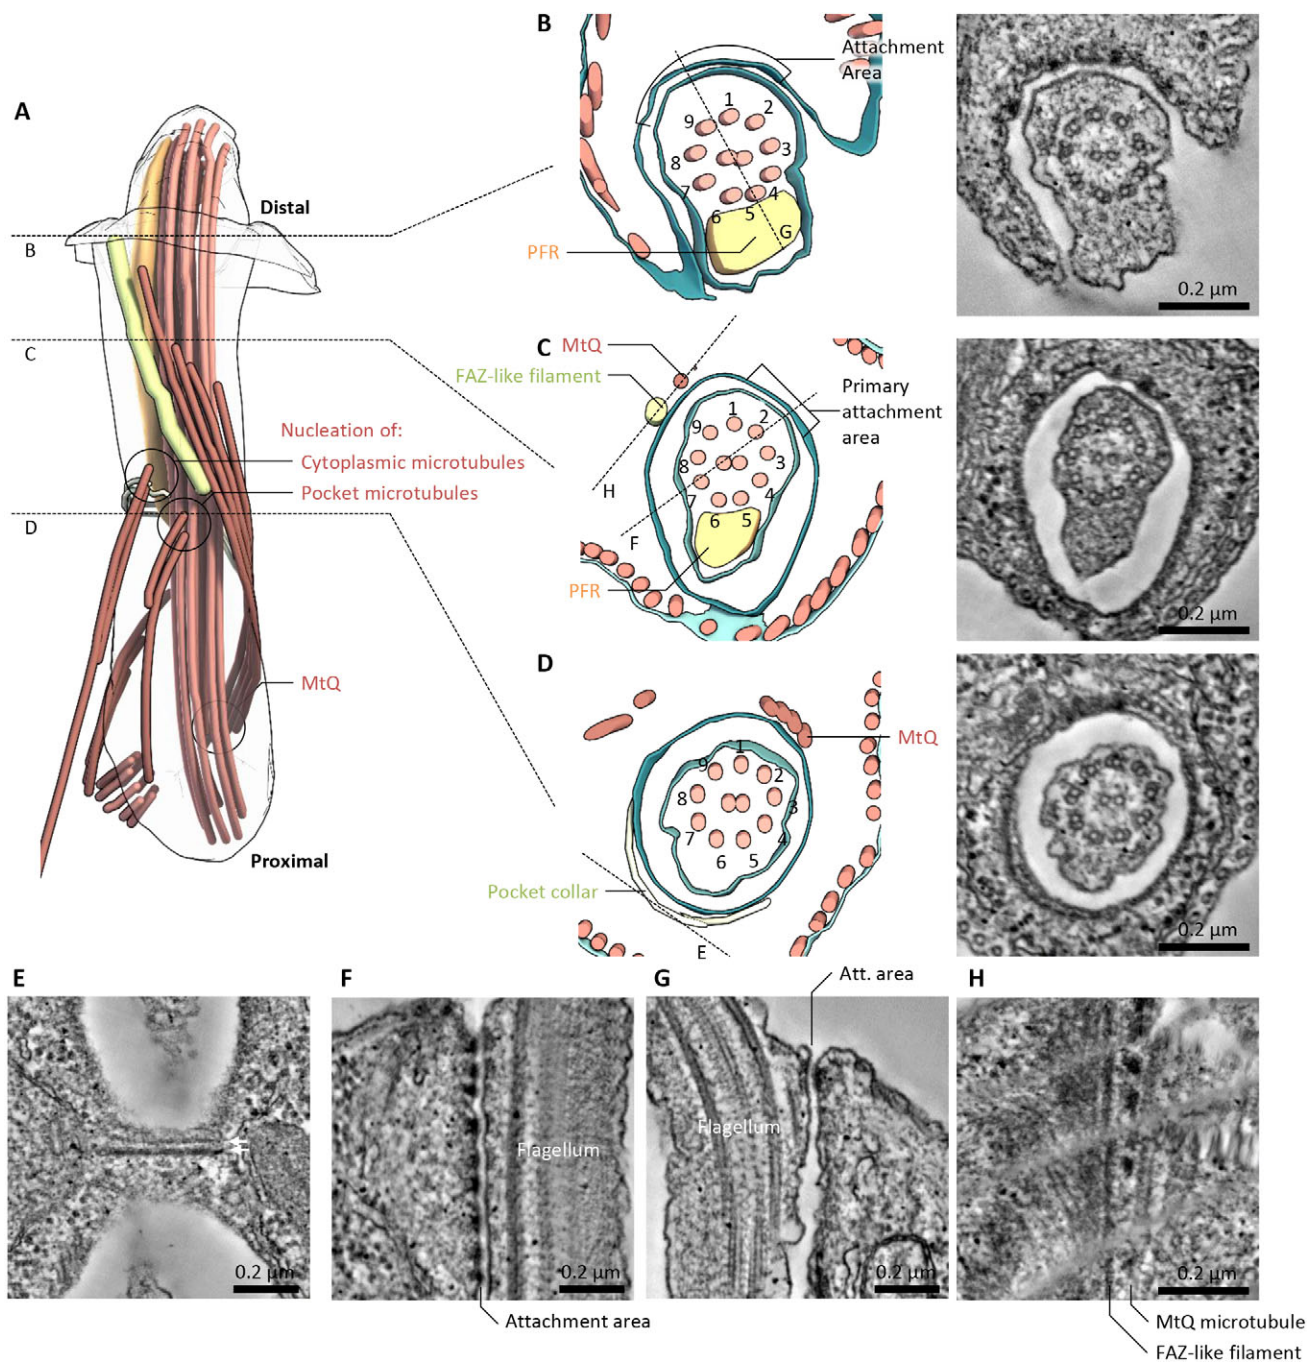 A
Distal
B
C
Nucleation of:
Cytoplasmic microtubules
Pocket microtubules
D
MtQ
Proximal
B
Attachment
Area
1
2
3
4
5
6
7
8
9
G
PFR
0.2 µm
C
MtQ
FAZ-like filament
Primary
attachment
area
1
2
3
4
5
6
7
8
9
H
F
PFR
0.2 µm
D
MtQ
1
2
3
4
5
6
7
8
9
Pocket collar
E
0.2 µm
E
0.2 µm
F
Flagellum
0.2 µm
Attachment area
G
Att. area
Flagellum
0.2 µm
H
0.2 µm
MtQ microtubule
FAZ-like filament